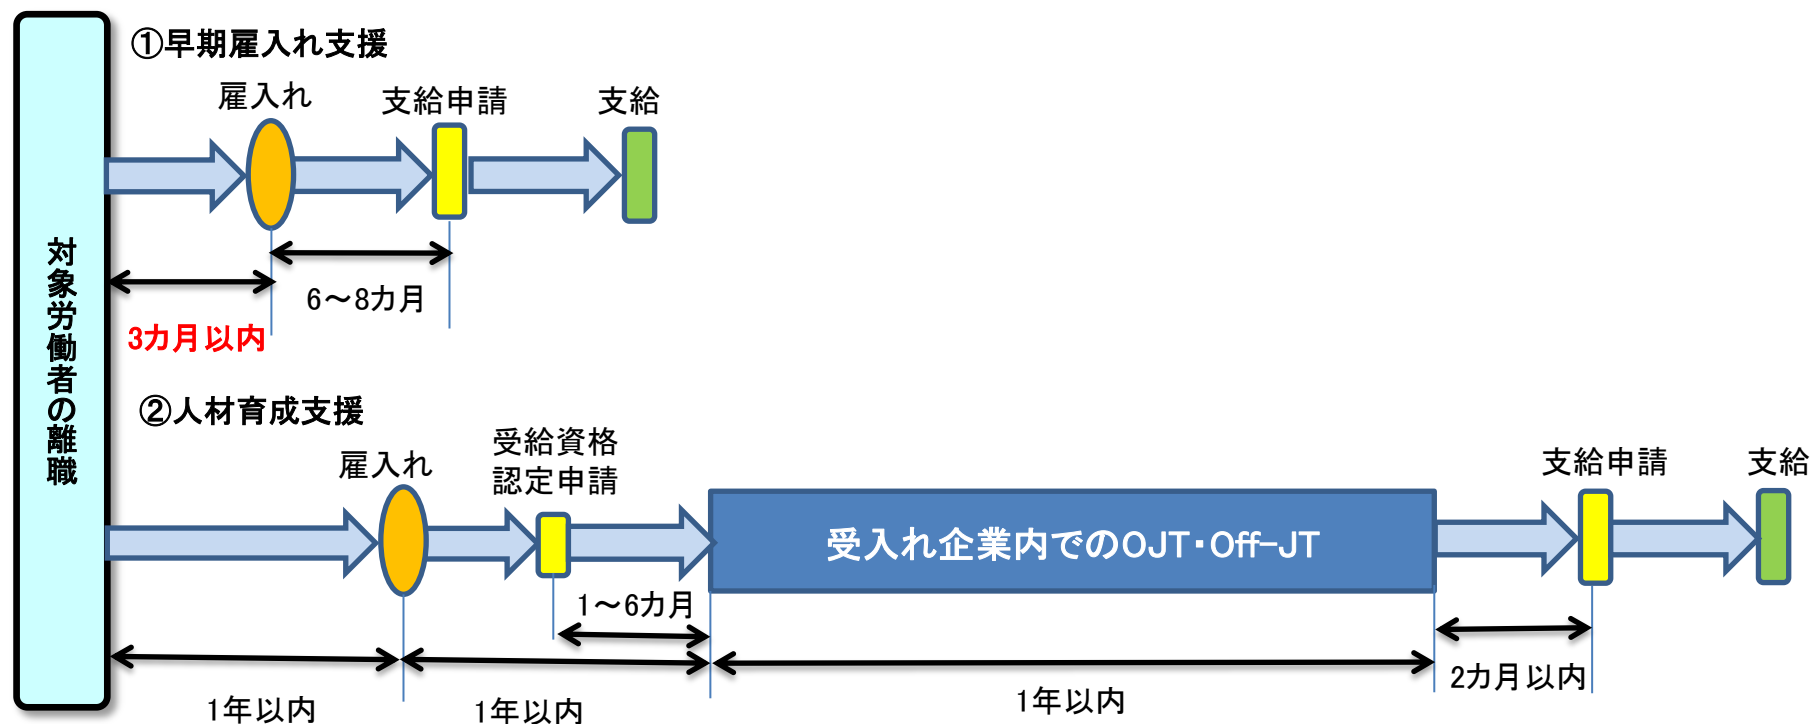 対象労働者の離職
①早期雇入れ支援
雇入れ
支給申請
支給
6～8カ月
3カ月以内
②人材育成支援
雇入れ
受給資格
認定申請
支給申請
支給
受入れ企業内でのOJT・Off-JT
1～6カ月
2カ月以内
1年以内
1年以内
1年以内